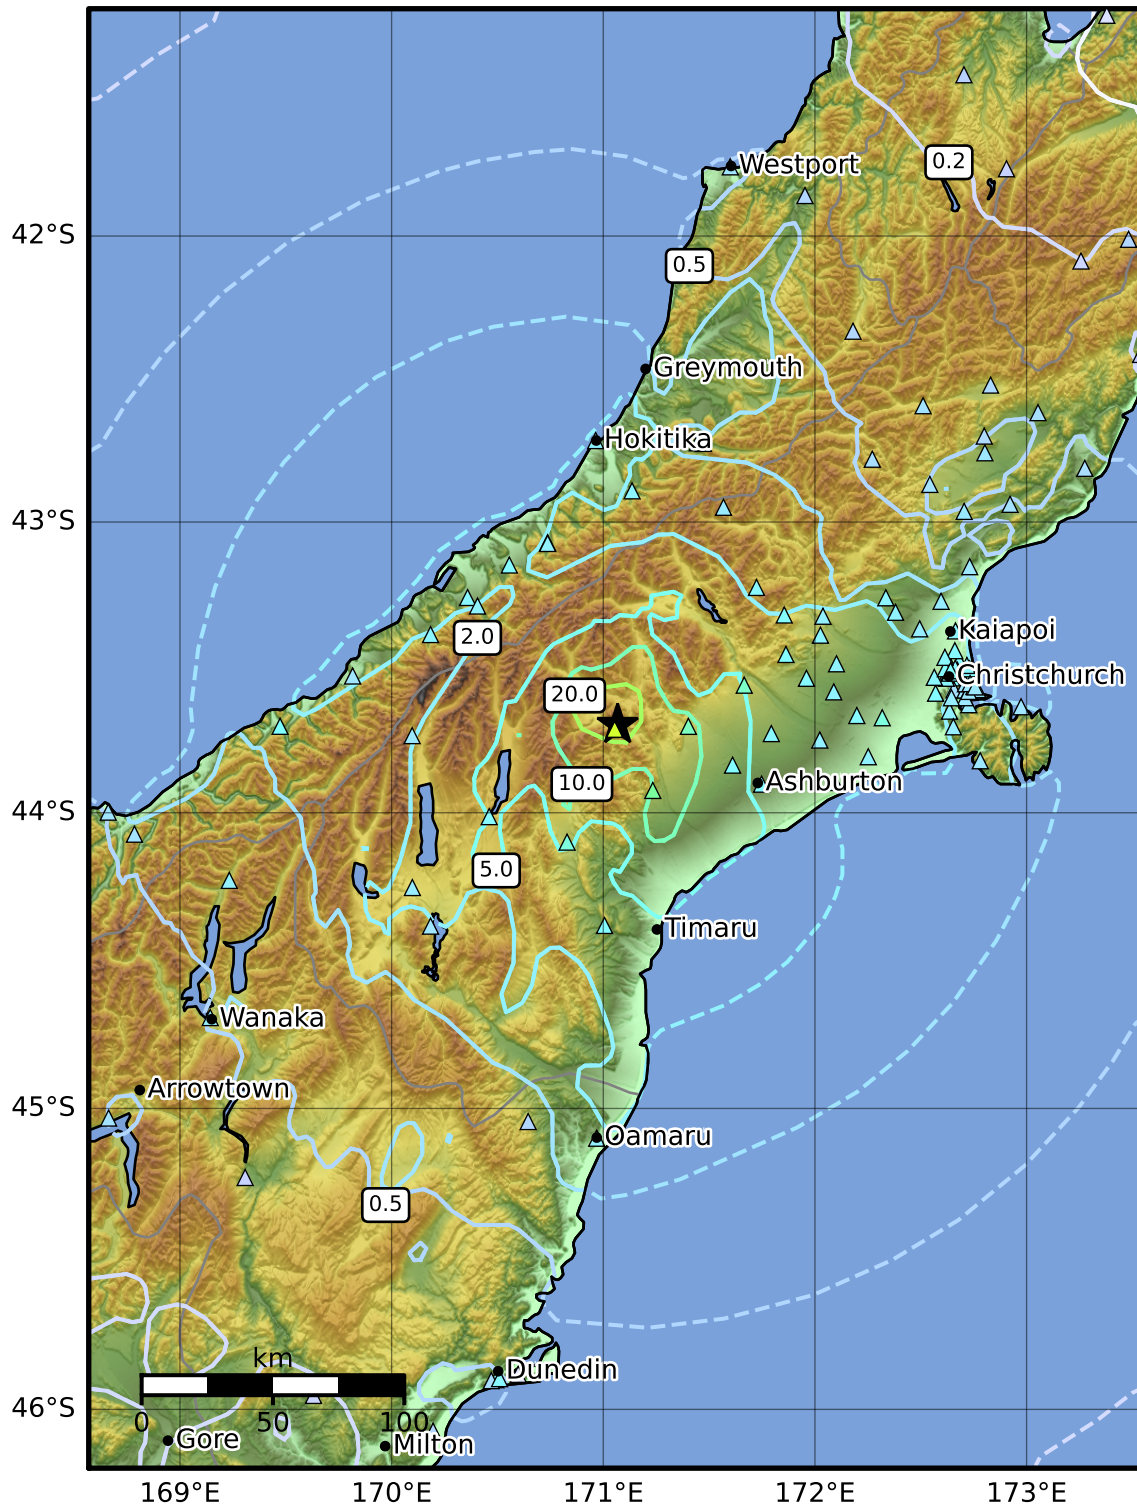 0.2
Westport
42°S
0.5
Greymouth
Hokitika
43°S
2.0
Kaiapoi
Christchurch
20.0
10.0
Ashburton
44°S
5.0
Timaru
Wanaka
Arrowtown
45°S
Oamaru
0.5
km
Dunedin
46°S
0 50 100
Gore
Milton
169°E 170°E 171°E 172°E 173°E